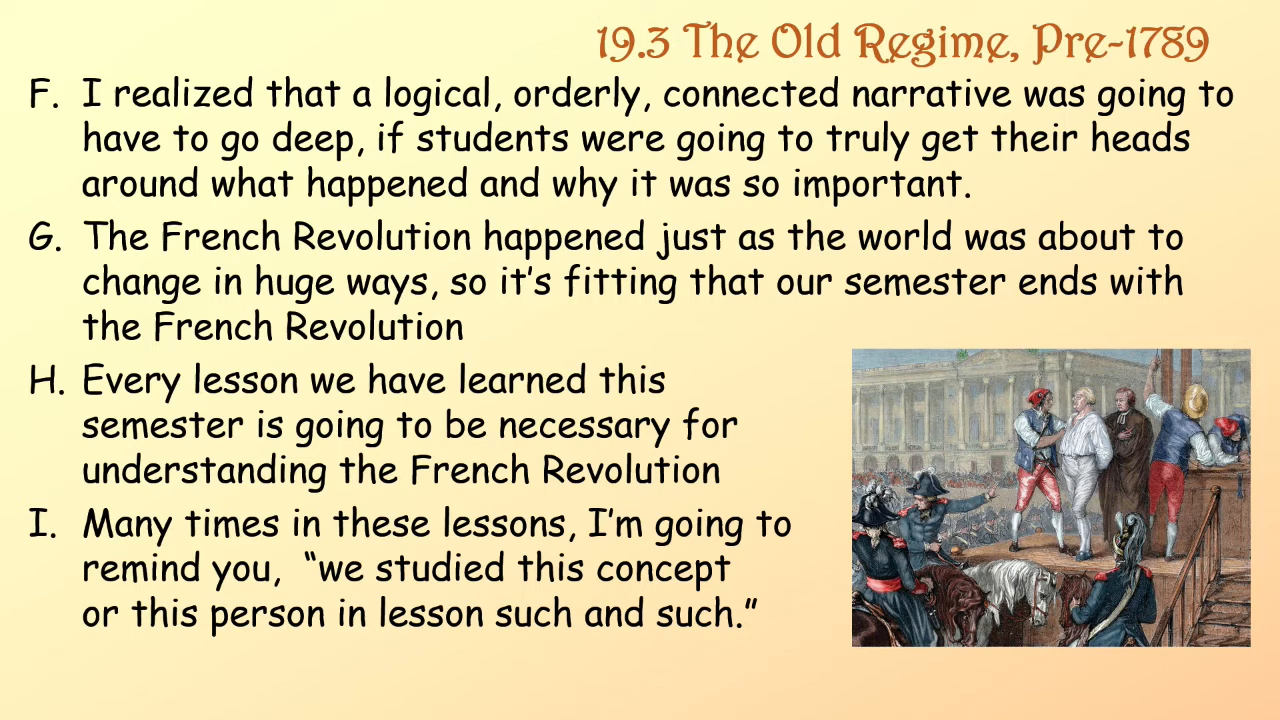 19.3 The Old Regime, Pre-1789
F. I realized that a logical, orderly, connected narrative was going to
have to go deep, if students were going to truly get their heads
around what happened and why it was so important.
G. The French Revolution happened just as the world was about to
change in huge ways, so it’s fitting that our semester ends with
the French Revolution
H. Every lesson we have learned this
semester is going to be necessary for
understanding the French Revolution
I. Many times in these lessons, I’m going to
remind you, “we studied this concept
or this person in lesson such and such.”